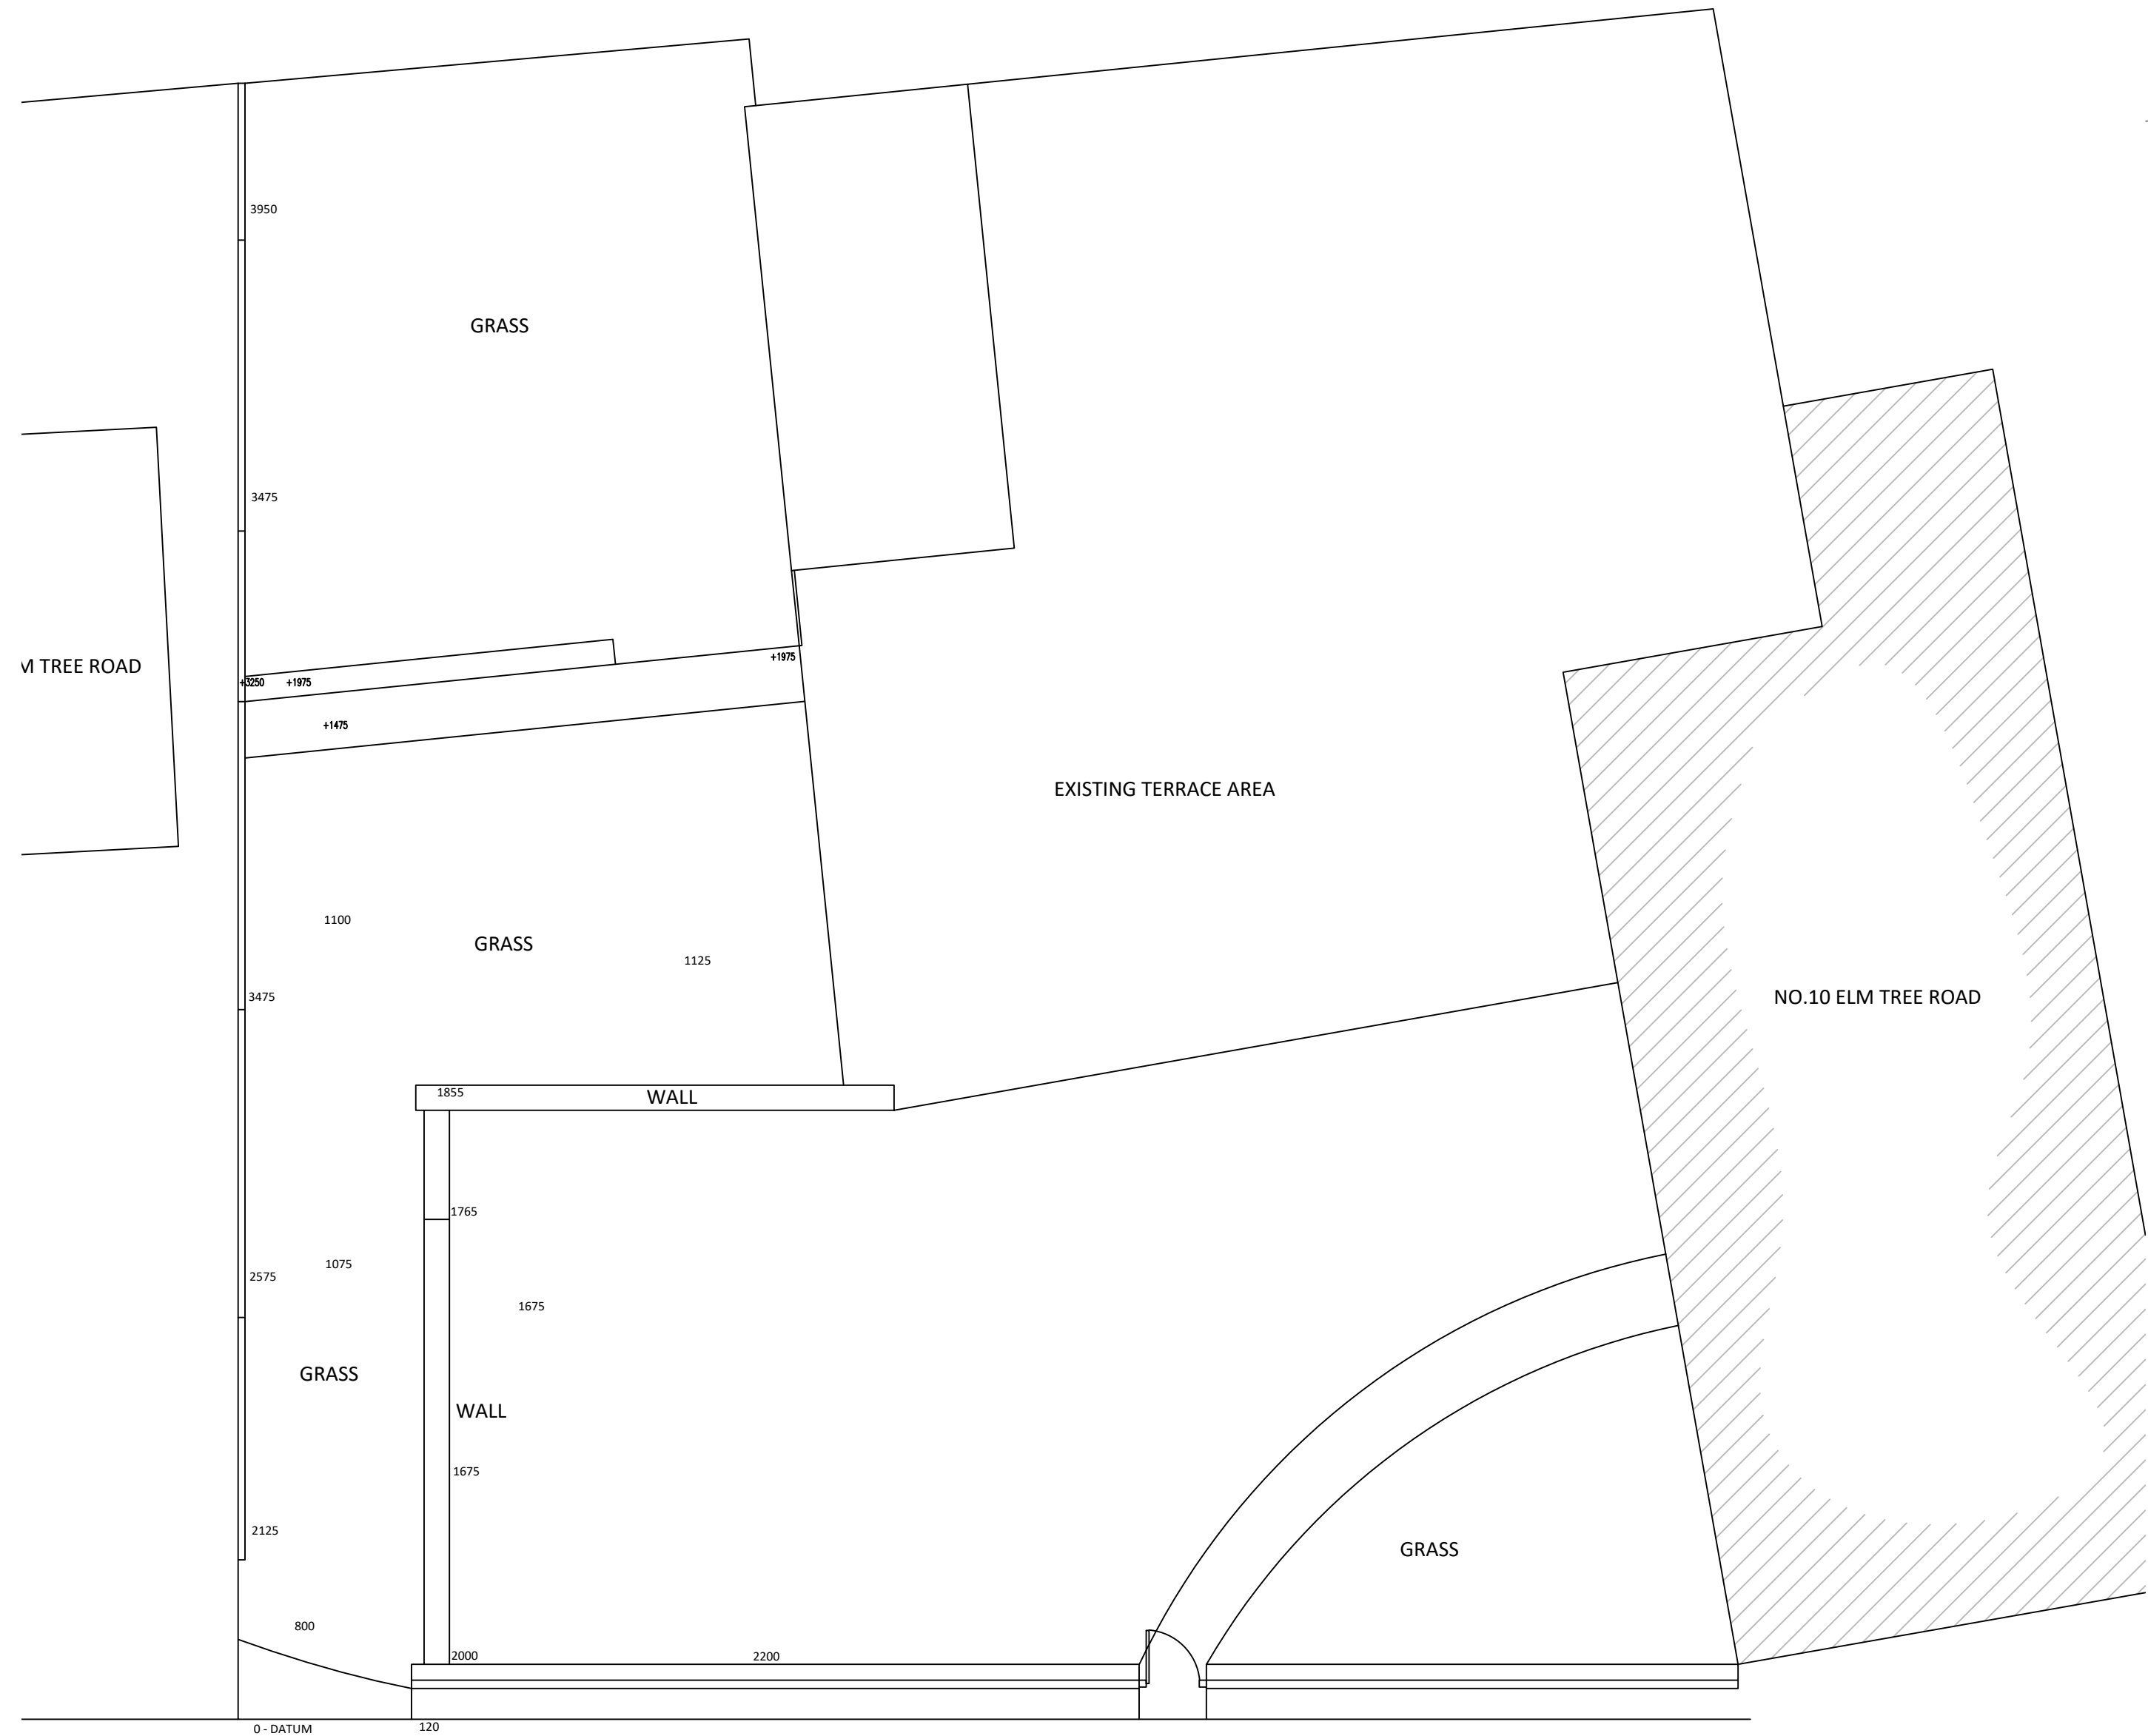 3950
GRASS
3475
M TREE ROAD
+1975
+3250
+1975
+1475
EXISTING TERRACE AREA
1100
GRASS
1125
3475
NO.10 ELM TREE ROAD
1855
WALL
1765
1075
2575
1675
GRASS
WALL
1675
2125
GRASS
800
2000
2200
0 - DATUM
120